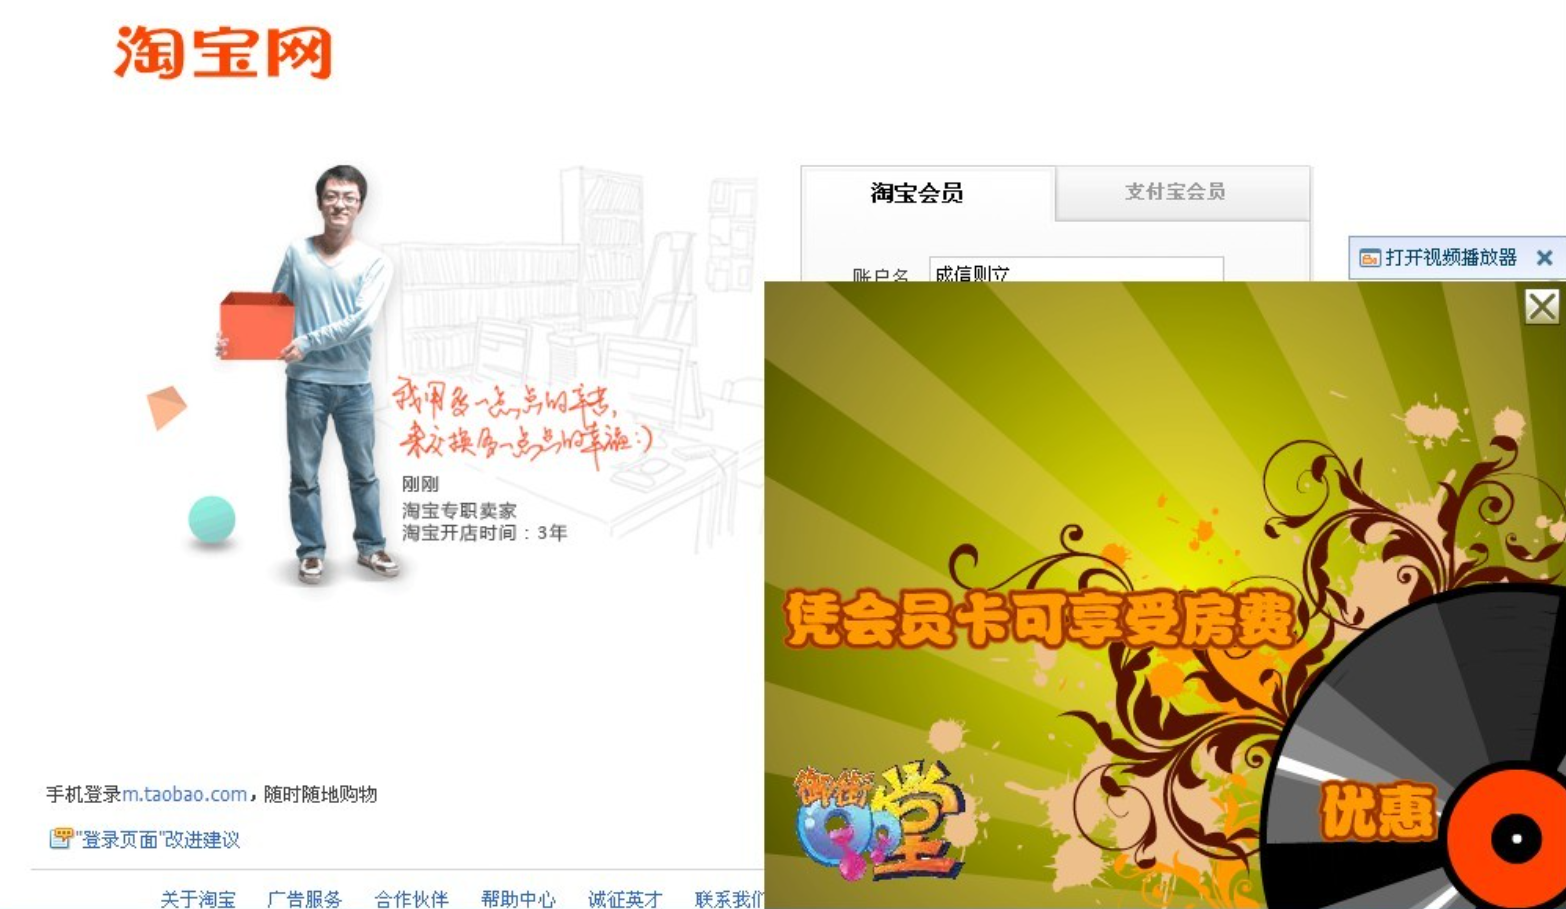 淘宝网
淘宝会员
支付宝会员
账户名
成信则立
打开视频播放器
我用多一点点的辛苦,
来交换多一点点的幸福:)
刚刚
淘宝专职卖家
淘宝开店时间：3年
凭会员卡可享受房费
优惠
御街
堂
手机登录m.taobao.com，随时随地购物
"登录页面"改进建议
关于淘宝 广告服务 合作伙伴 帮助中心 诚征英才 联系我们